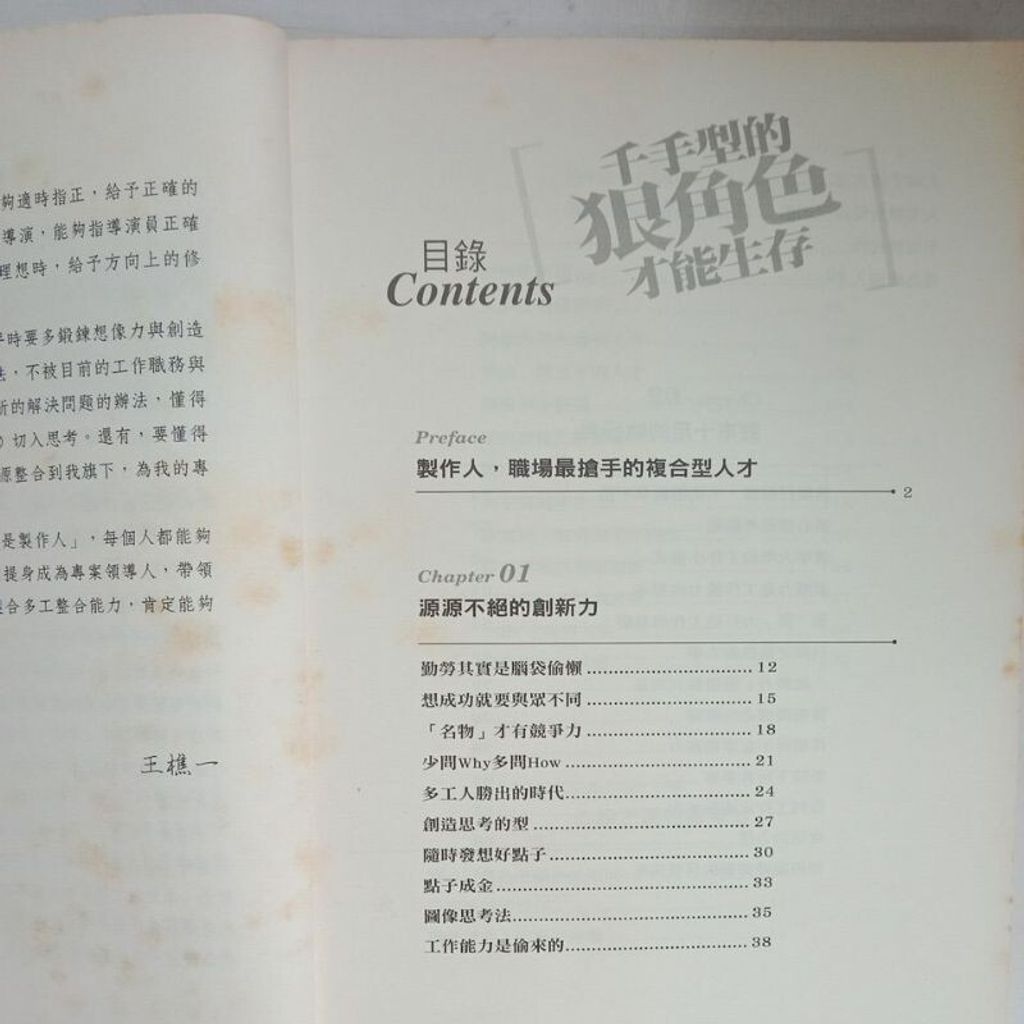 夠適時指正，給予正確的
導演，能夠指導演員正確
理想時，給予方向上的修
時要多鍛鍊想像力與創造
，不被目前的工作職務與
新的解決問題的辦法，懂得
）切入思考。還有，要懂得
源整合到我旗下，為我的專
是製作人」，每個人都能夠
提身成為專案領導人，帶領
合多工整合能力，肯定能夠
王樵一
千手型的
狠角色
才能生存
目錄
Contents
Preface
製作人，職場最搶手的複合型人才
2
Chapter 01
源源不絕的創新力
勤勞其實是腦袋偷懶 ................................ 12
想成功就要與眾不同 ................................ 15
「名物」才有競爭力 ................................ 18
少問Why多問How ................................... 21
多工人勝出的時代................................... 24
創造思考的型 ......................................... 27
隨時發想好點子...................................... 30
點子成金 ................................................ 33
圖像思考法............................................. 35
工作能力是偷來的................................... 38